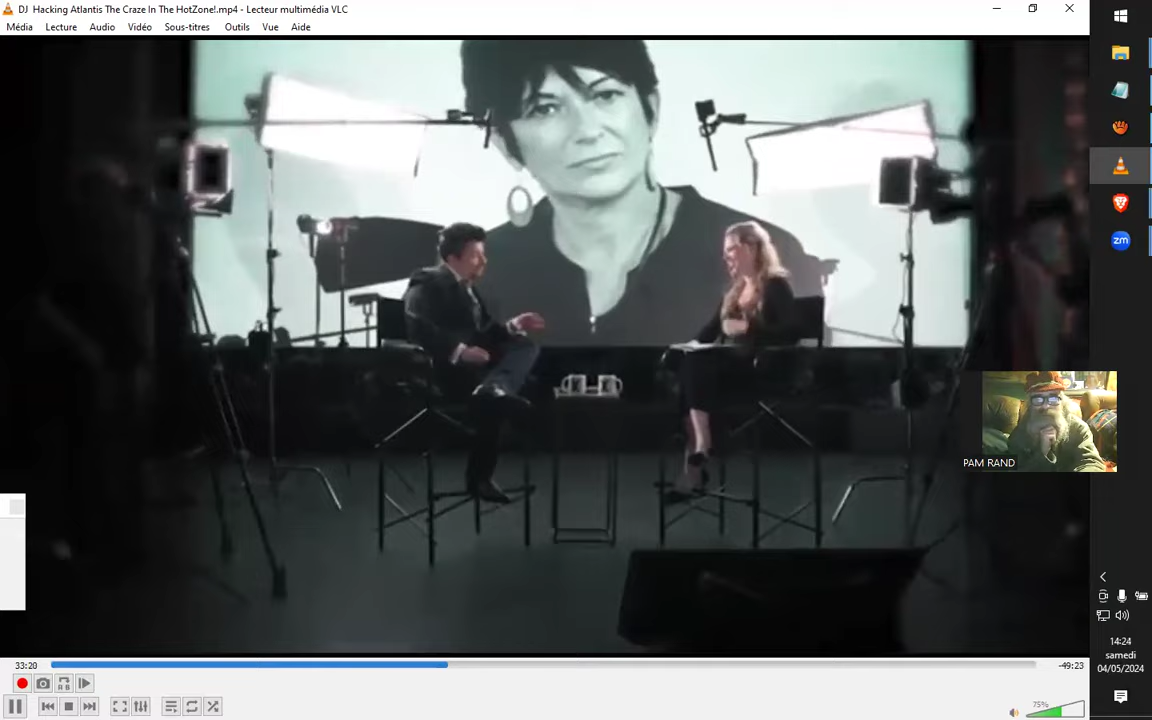 DJ Hacking Atlantis The Craze In The HotZone!.mp4 - Lecteur multimédia VLC
Média Lecture Audio Vidéo Sous-titres Outils Vue Aide
zm
PAM RAND
14:24
samedi
04/05/2024
33:20
-49:23
75%